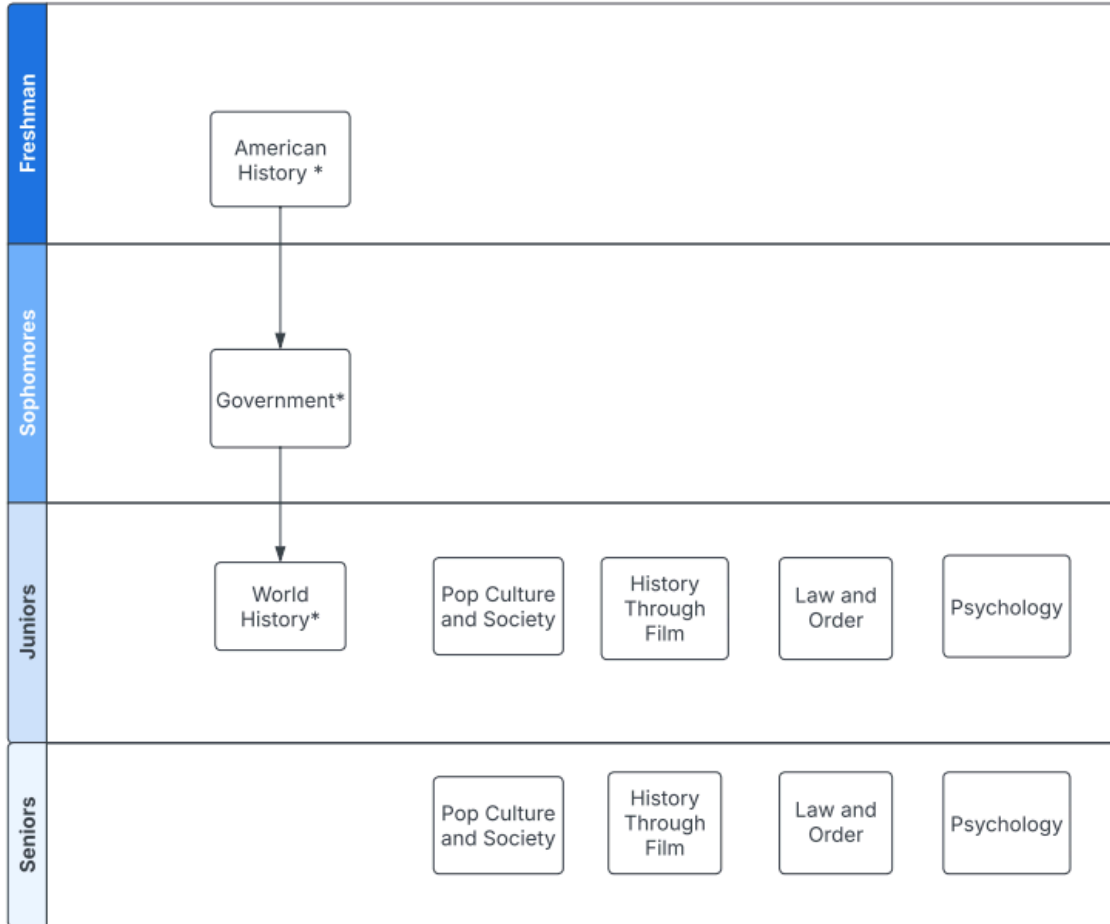 Freshman
American
History *
Sophomores
Government*
Juniors
World
History*
Pop Culture
and Society
History
Through
Film
Law and
Order
Psychology
Seniors
Pop Culture
and Society
History
Through
Film
Law and
Order
Psychology